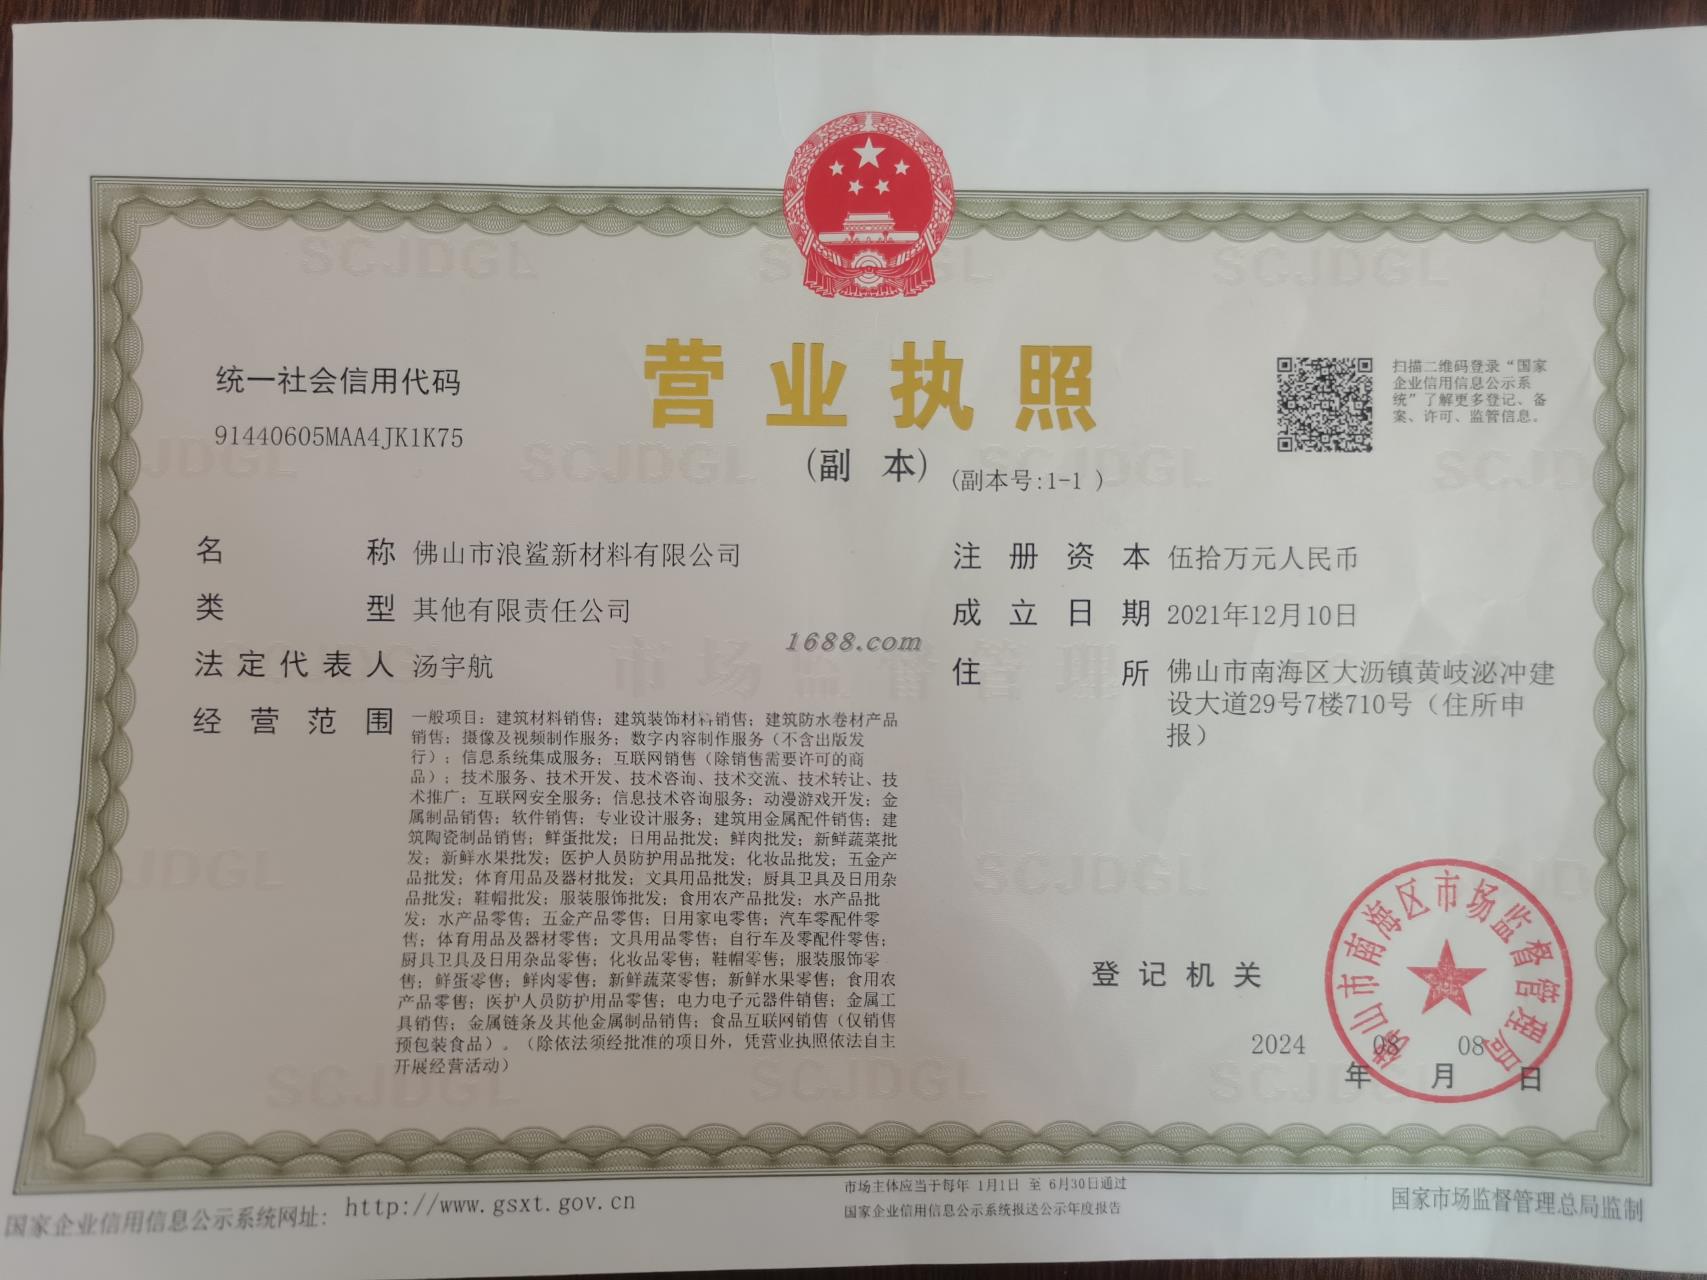 统一社会信用代码
91440605MAA4JK1K75
营业执照
(副 本) (副本号:1-1 )
扫描二维码登录“国家
企业信用信息公示系
统”了解更多登记、备
案、许可、监管信息。
名 称 佛山市浪鲨新材料有限公司
类 型 其他有限责任公司
法定代表人 汤宇航
经营范围 一般项目：建筑材料销售；建筑装饰材料销售；建筑防水卷材产品
销售；摄像及视频制作服务；数字内容制作服务（不含出版发
行）；信息系统集成服务；互联网销售（除销售需要许可的商
品）；技术服务、技术开发、技术咨询、技术交流、技术转让、技
术推广；互联网安全服务；信息技术咨询服务；动漫游戏开发；金
属制品销售；软件销售；专业设计服务；建筑用金属配件销售；建
筑陶瓷制品销售；鲜蛋批发；日用品批发；鲜肉批发；新鲜蔬菜批
发；新鲜水果批发；医护人员防护用品批发；化妆品批发；五金产
品批发；体育用品及器材批发；文具用品批发；厨具卫具及日用杂
品批发；鞋帽批发；服装服饰批发；食用农产品批发；水产品批
发；水产品零售；五金产品零售；日用家电零售；汽车零配件零
售；体育用品及器材零售；文具用品零售；自行车及零配件零售；
厨具卫具及日用杂品零售；化妆品零售；鞋帽零售；服装服饰零
售；鲜蛋零售；鲜肉零售；新鲜蔬菜零售；新鲜水果零售；食用农
产品零售；医护人员防护用品零售；电力电子元器件销售；金属工
具销售；金属链条及其他金属制品销售；食品互联网销售（仅销售
预包装食品）。（除依法须经批准的项目外，凭营业执照依法自主
开展经营活动）
注册资本 伍拾万元人民币
成立日期 2021年12月10日
住 所 佛山市南海区大沥镇黄岐泌冲建
设大道29号7楼710号（住所申
报）
1688.com
市场监督管理
SCJDGL
登记机关
佛山市南海区市场监督管理局
2024 08 08
年 月 日
国家企业信用信息公示系统网址: http://www.gsxt.gov.cn
市场主体应当于每年 1月1日 至 6月30日通过
国家企业信用信息公示系统报送公示年度报告
国家市场监督管理总局监制